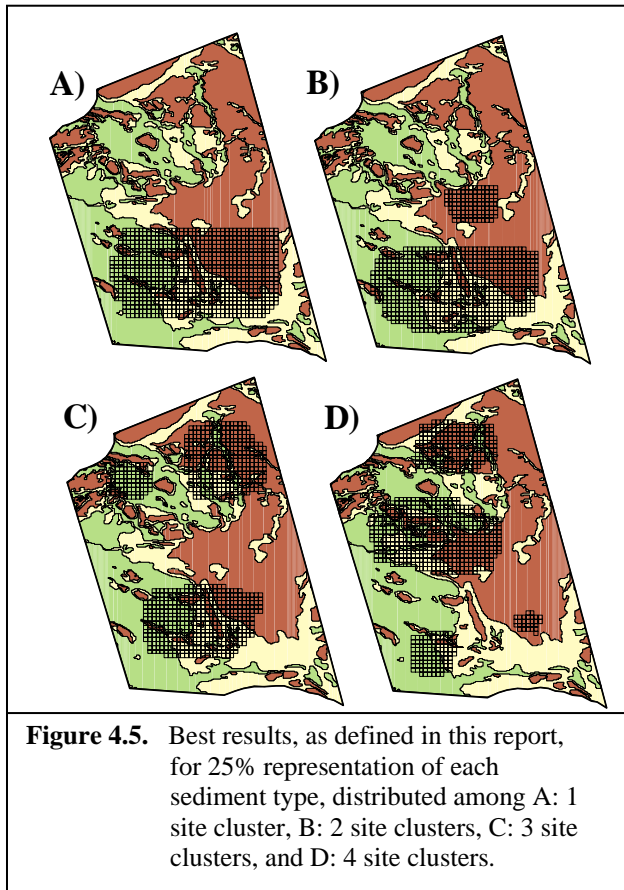 A)
B)
C)
D)
Figure 4.5. Best results, as defined in this report,
for 25% representation of each
sediment type, distributed among A: 1
site cluster, B: 2 site clusters, C: 3 site
clusters, and D: 4 site clusters.